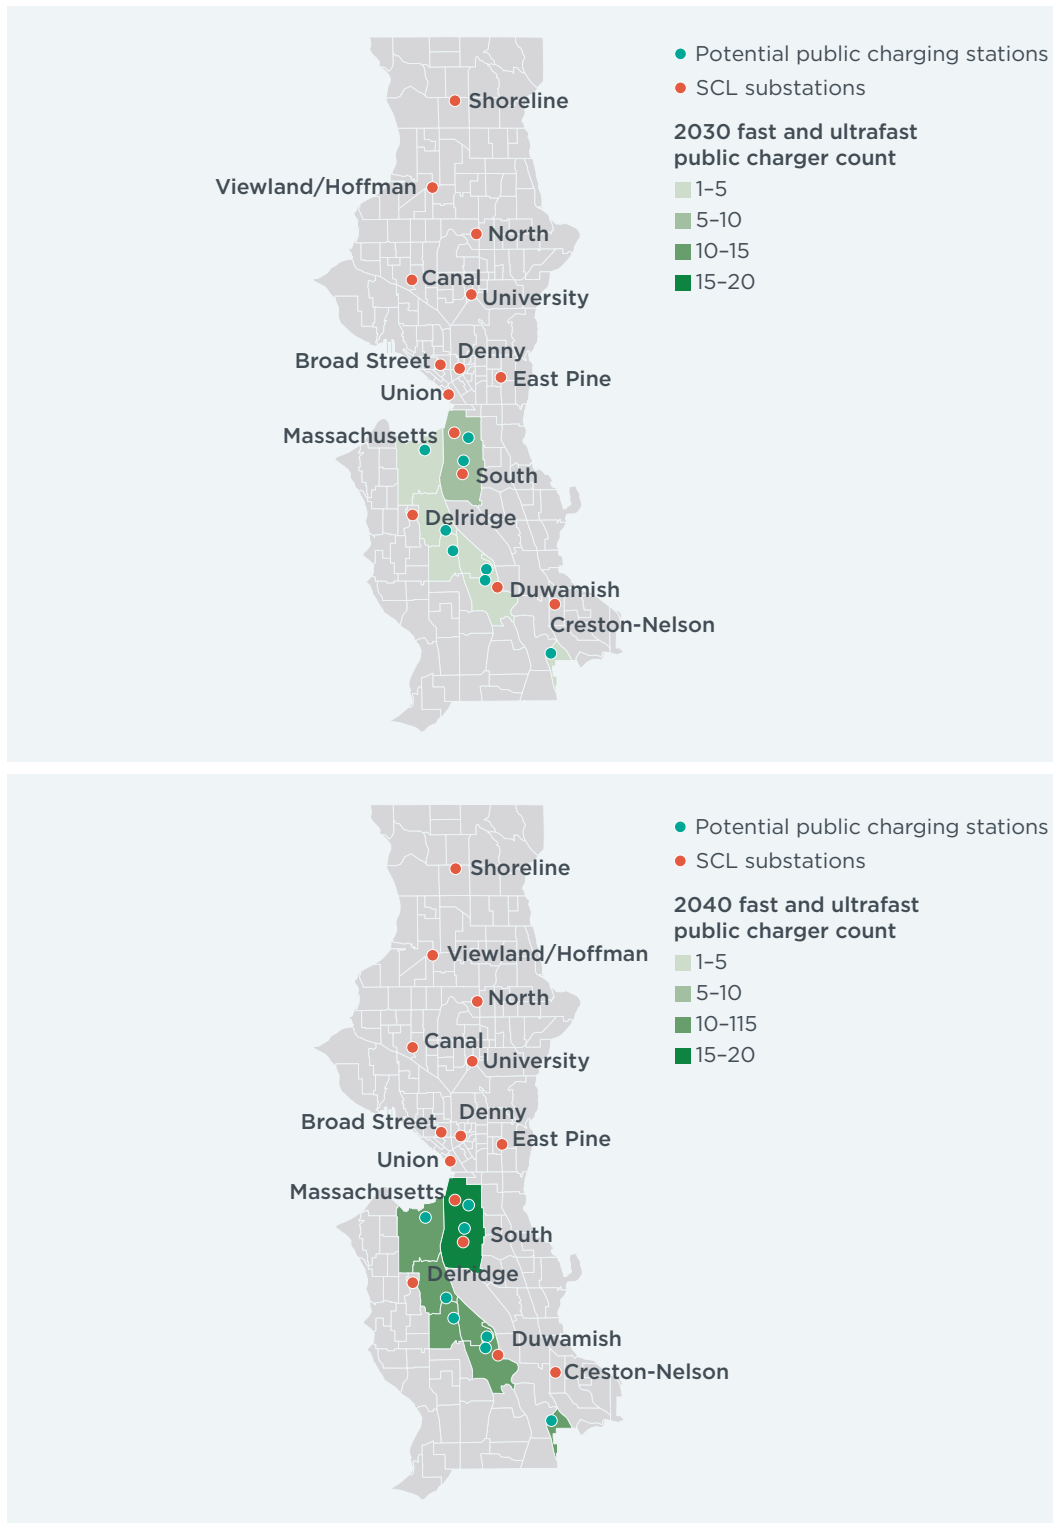 Potential public charging stations
SCL substations
2030 fast and ultrafast
public charger count
1–5
5–10
10–15
15–20
Shoreline
Viewland/Hoffman
North
Canal
University
Denny
Broad Street
East Pine
Union
Massachusetts
South
Delridge
Duwamish
Creston-Nelson
Potential public charging stations
SCL substations
2040 fast and ultrafast
public charger count
1–5
5–10
10–115
15–20
Shoreline
Viewland/Hoffman
North
Canal
University
Denny
Broad Street
East Pine
Union
Massachusetts
South
Delridge
Duwamish
Creston-Nelson